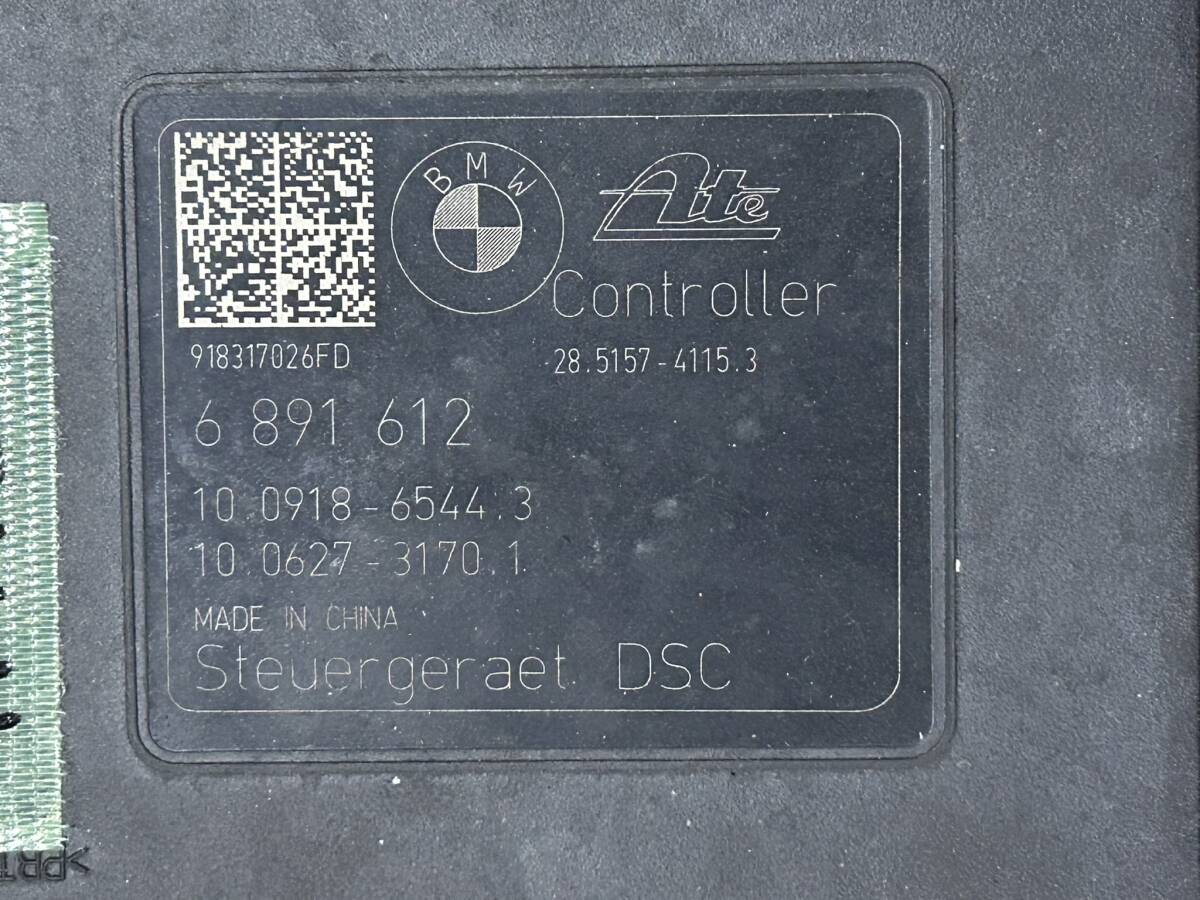 BMW
Ate
Controller
918317026FD
28.5157-4115.3
6 891 612
10.0918-6544.3
10.0627-3170.1
MADE IN CHINA
Steuergeraet DSC